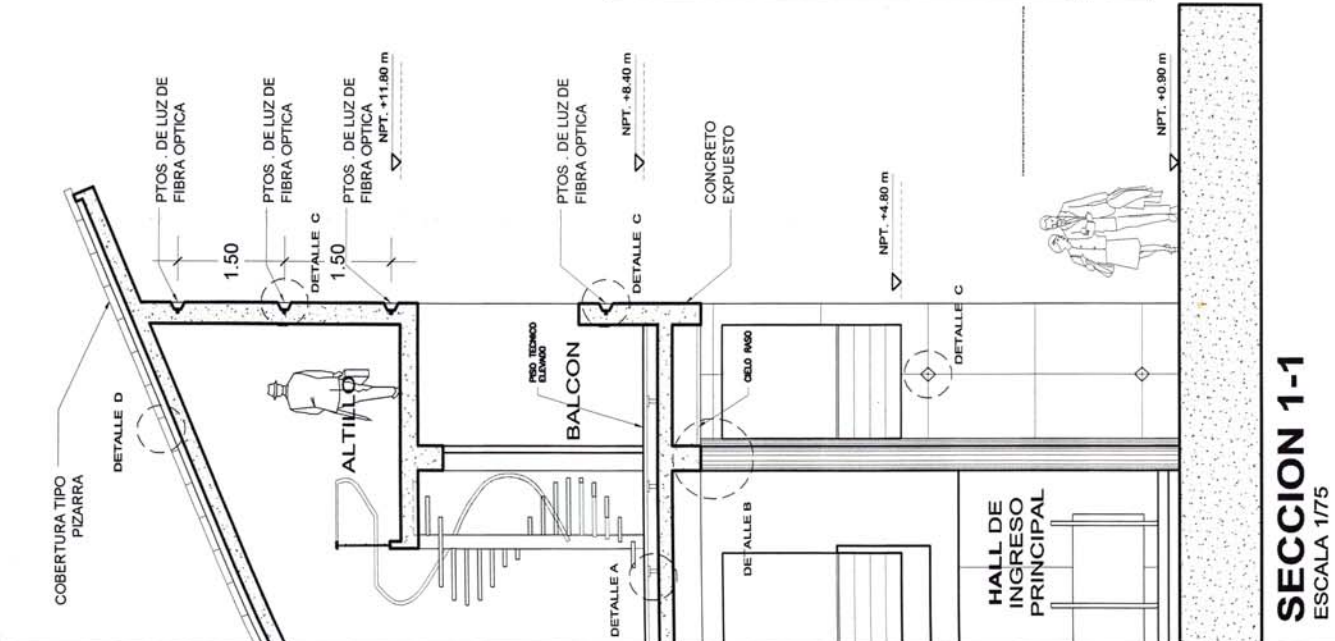 COBERTURA TIPO
PIZARRA
PTOS . DE LUZ DE
FIBRA OPTICA
PTOS . DE LUZ DE
FIBRA OPTICA
PTOS . DE LUZ DE
FIBRA OPTICA
NPT. +11.80 m
1.50
1.50
DETALLE C
DETALLE D
ALTILLO
PTOS . DE LUZ DE
FIBRA OPTICA
NPT. +8.40 m
DETALLE C
CONCRETO
EXPUESTO
PISO TECNICO
ELEVADO
BALCON
CIELO RASO
NPT. +4.80 m
DETALLE C
DETALLE A
DETALLE B
NPT. +0.90 m
HALL DE
INGRESO
PRINCIPAL
SECCION 1-1
ESCALA 1/75